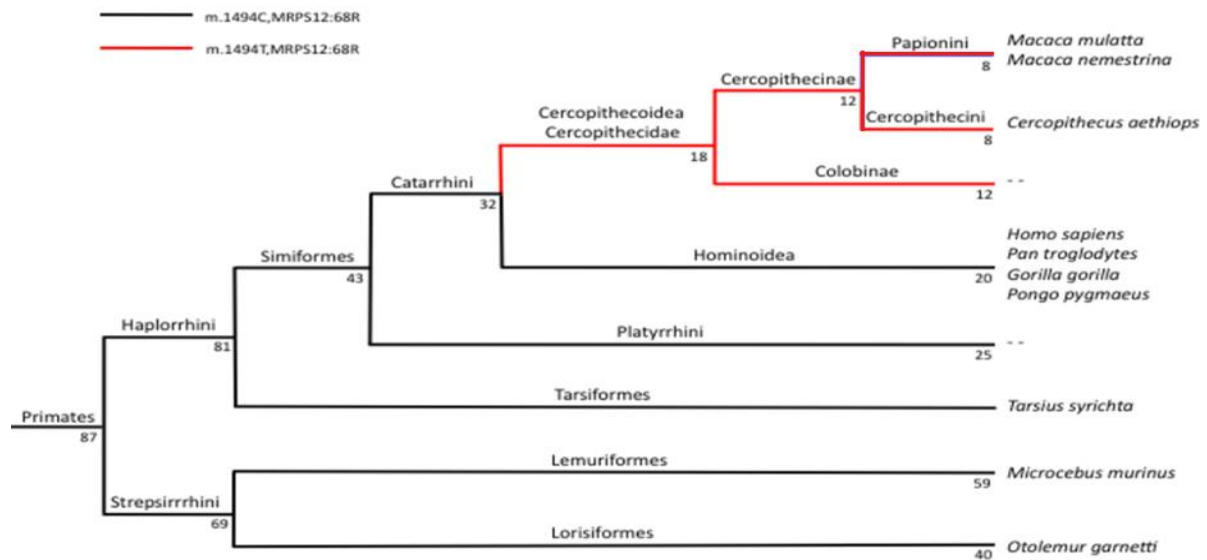 m.1494C,MRPS12:68R
m.1494T,MRPS12:68R
Papionini
8
Macaca mulatta
Macaca nemestrina
Cercopithecinae
12
Cercopithecini
8
Cercopithecus aethiops
Cercopithecoidea
Cercopithecidae
18
Colobinae
12
- -
Catarrhini
32
Hominoidea
20
Homo sapiens
Pan troglodytes
Gorilla gorilla
Pongo pygmaeus
Simiformes
43
Platyrrhini
25
- -
Haplorrhini
81
Tarsiformes
Tarsius syrichta
Primates
87
Lemuriformes
59
Microcebus murinus
Strepsirrrhini
69
Lorisiformes
40
Otolemur garnetti